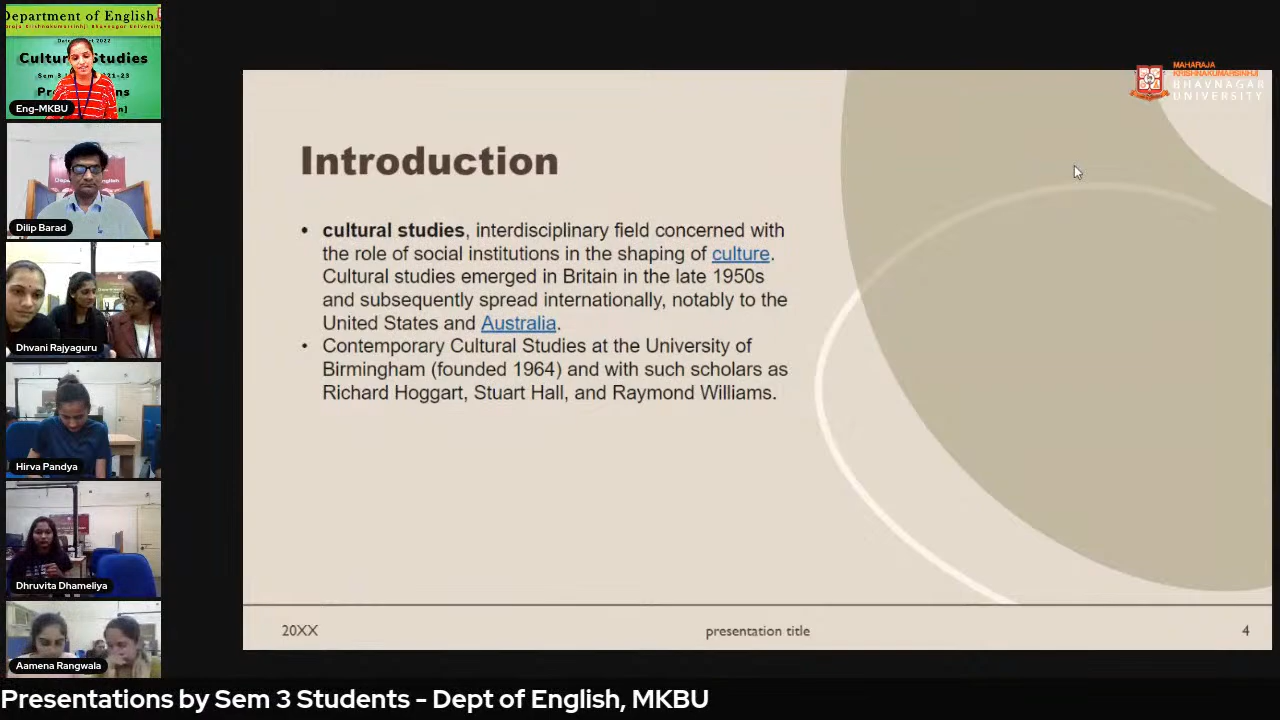 Department of English,
Maharaja Krishnakumarsinhji Bhavnagar University
Cultur Studies
Sem 3
21-23
Pr
ns
Eng-MKBU
Dilip Barad
Dhvani Rajyaguru
Hirva Pandya
Dhruvita Dhameliya
Aamena Rangwala
MAHARAJA
KRISHNAKUMARSINHJI
BHAVNAGAR
UNIVERSITY
Introduction
• cultural studies, interdisciplinary field concerned with
the role of social institutions in the shaping of culture.
Cultural studies emerged in Britain in the late 1950s
and subsequently spread internationally, notably to the
United States and Australia.
• Contemporary Cultural Studies at the University of
Birmingham (founded 1964) and with such scholars as
Richard Hoggart, Stuart Hall, and Raymond Williams.
20XX
presentation title
4
Presentations by Sem 3 Students - Dept of English, MKBU